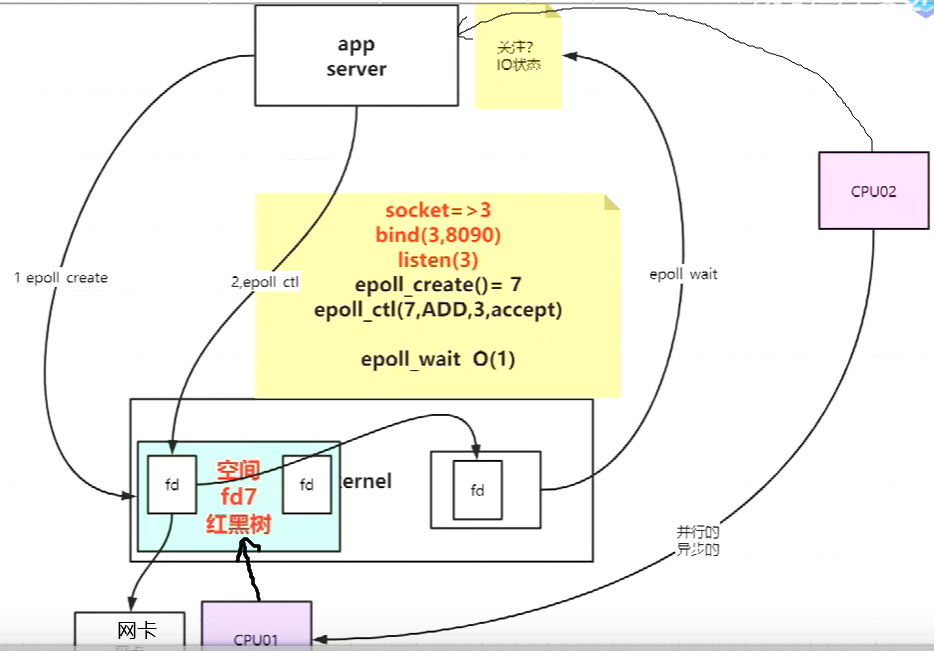 app
server
关注?
IO状态
CPU02
socket=>3
bind(3,8090)
listen(3)
epoll_create()= 7
epoll_ctl(7,ADD,3,accept)
epoll_wait O(1)
1 epoll create
2,epoll ctl
epoll wait
fd
空间
fd7
红黑树
fd
ernel
fd
并行的
异步的
网卡
CPU01